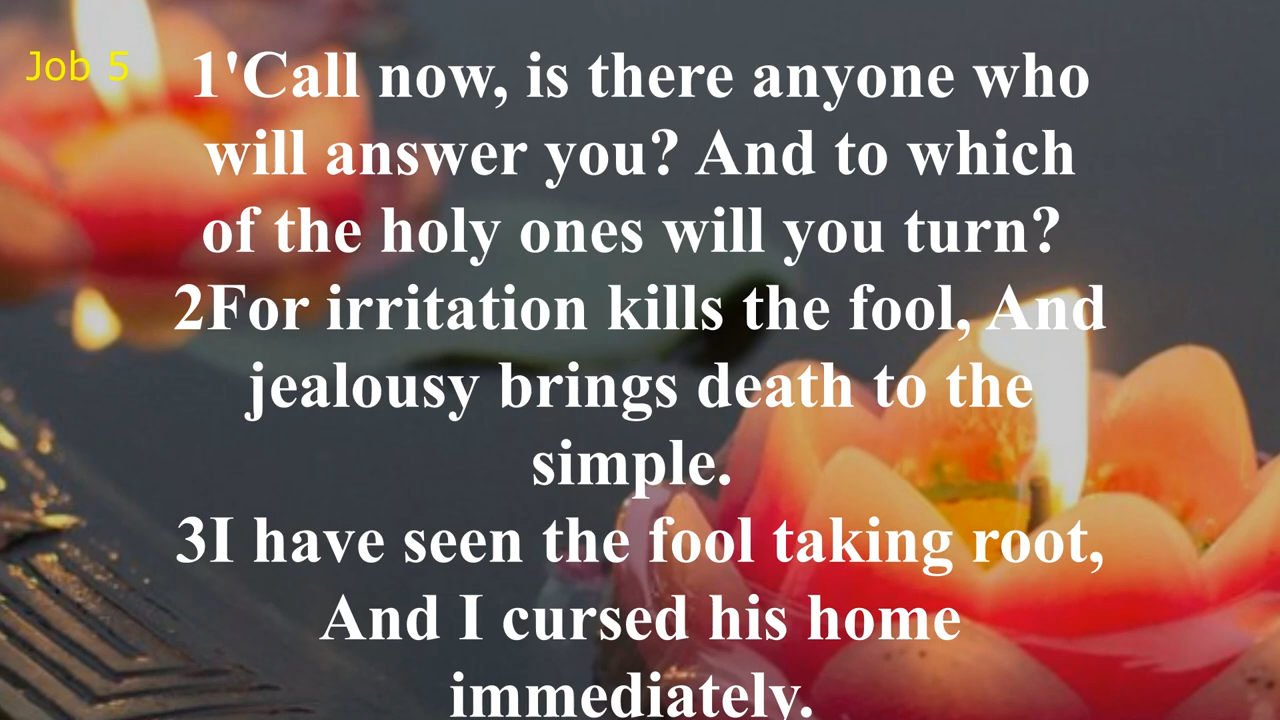 Job 5
1'Call now, is there anyone who
will answer you? And to which
of the holy ones will you turn?
2For irritation kills the fool, And
jealousy brings death to the
simple.
3I have seen the fool taking root,
And I cursed his home
immediately.